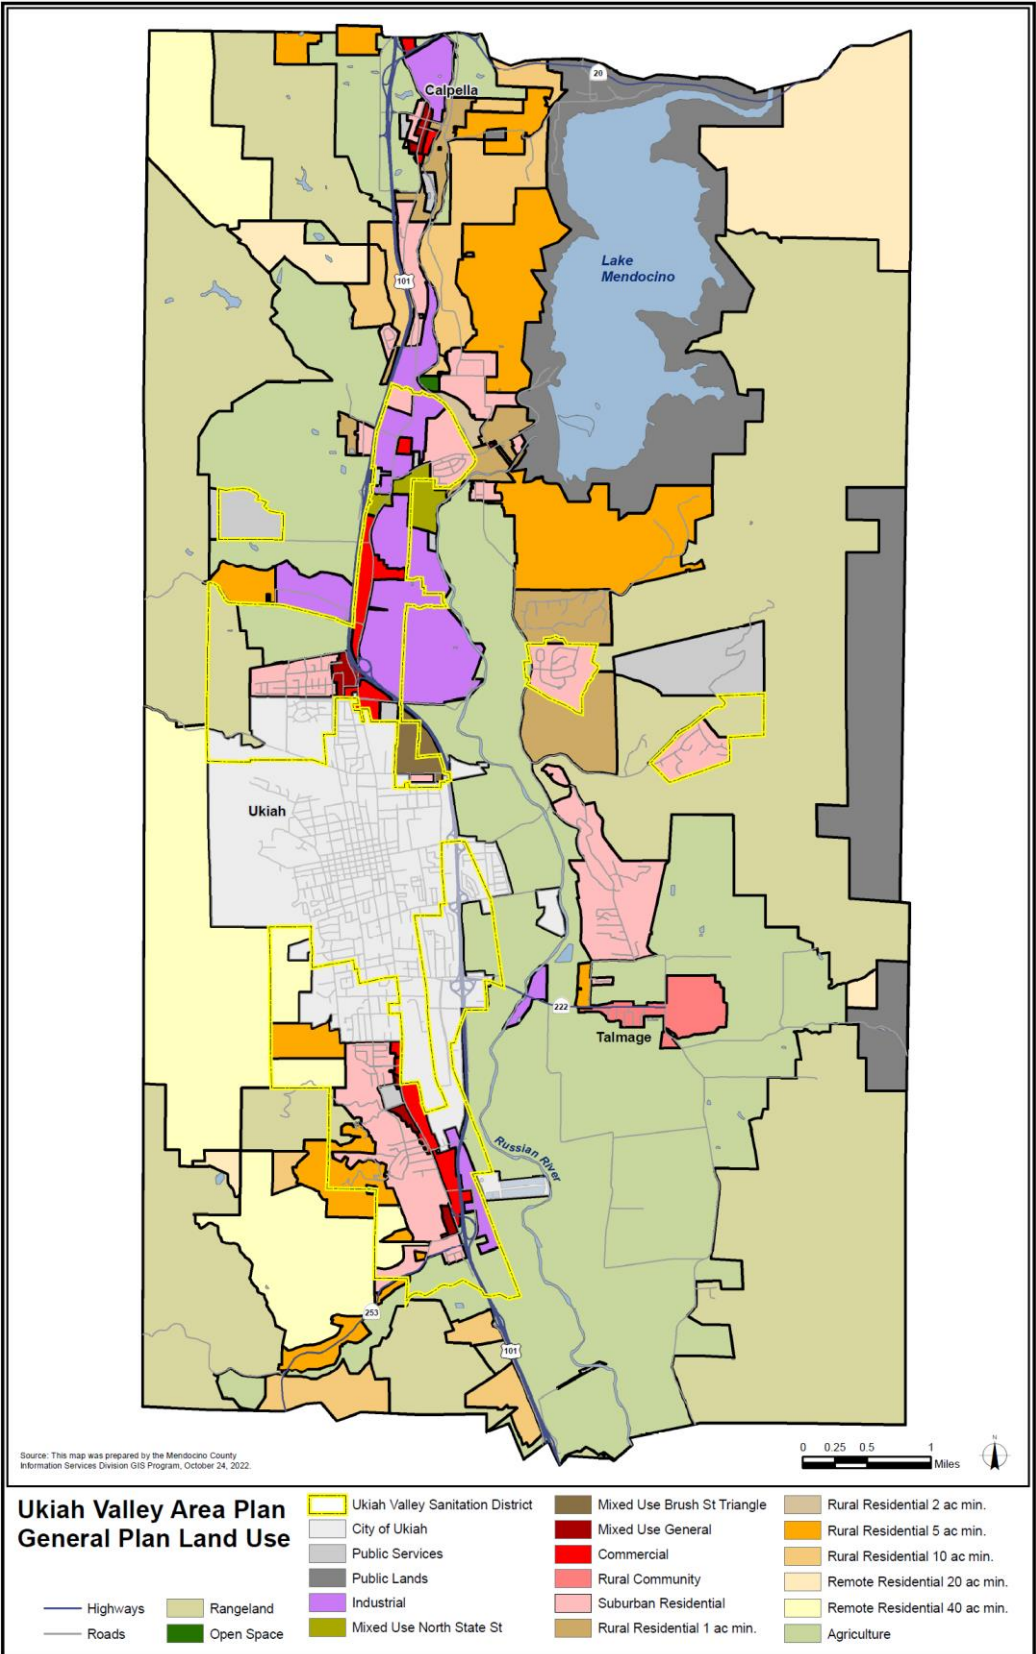 20
Calpella
Lake
Mendocino
101
Ukiah
222
Talmage
Russian River
253
101
Source: This map was prepared by the Mendocino County
Information Services Division GIS Program, October 24, 2022.
0 0.25 0.5 1
Miles
N
Ukiah Valley Area Plan
General Plan Land Use
Highways
Roads
Rangeland
Open Space
Ukiah Valley Sanitation District
City of Ukiah
Public Services
Public Lands
Industrial
Mixed Use North State St
Mixed Use Brush St Triangle
Mixed Use General
Commercial
Rural Community
Suburban Residential
Rural Residential 1 ac min.
Rural Residential 2 ac min.
Rural Residential 5 ac min.
Rural Residential 10 ac min.
Remote Residential 20 ac min.
Remote Residential 40 ac min.
Agriculture